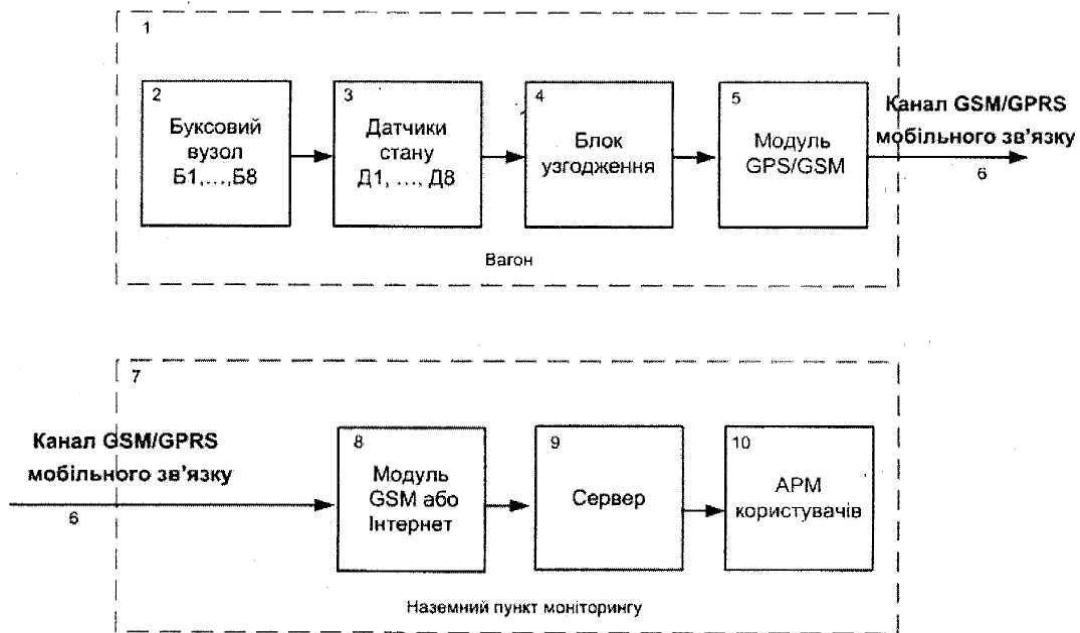 1
2
Буксовий
вузол
Б1,...,Б8
3
Датчики
стану
Д1, ..., Д8
4
Блок
узгодження
5
Модуль
GPS/GSM
Канал GSM/GPRS
мобільного зв'язку
6
Вагон
7
Канал GSM/GPRS
мобільного зв'язку
6
8
Модуль
GSM або
Інтернет
9
Сервер
10
АРМ
користувачів
Наземний пункт моніторингу